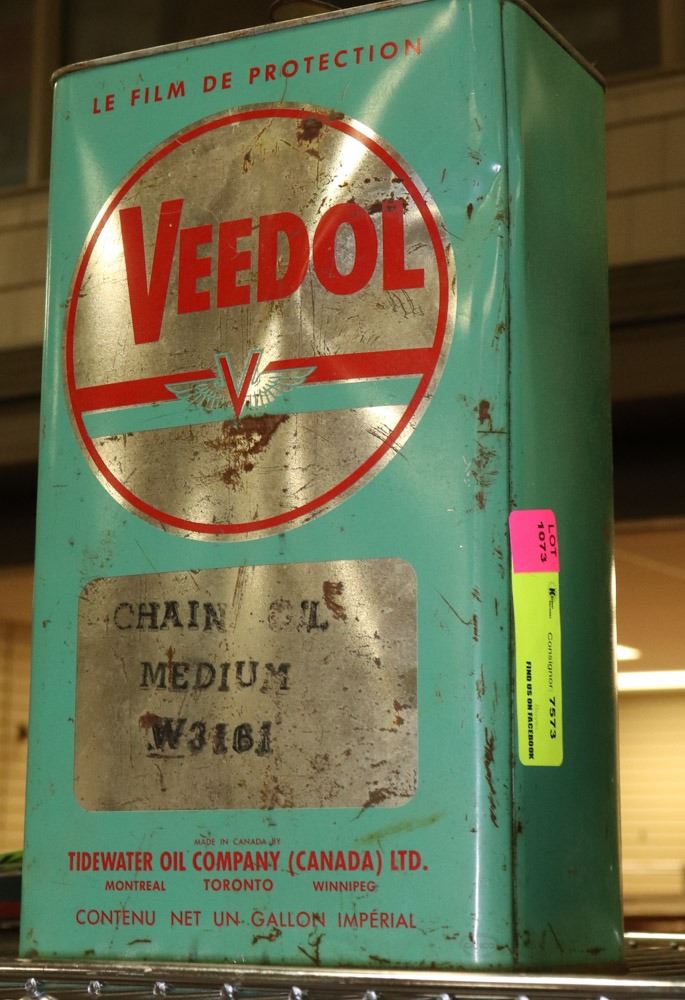 LE FILM DE PROTECTION
VEEDOL
V
CHAIN OIL
MEDIUM
W3161
MADE IN CANADA BY
TIDEWATER OIL COMPANY (CANADA) LTD.
MONTREAL TORONTO WINNIPEG
CONTENU NET UN GALLON IMPÉRIAL
LOT
1073
Consignor: 7573
FIND US ON FACEBOOK